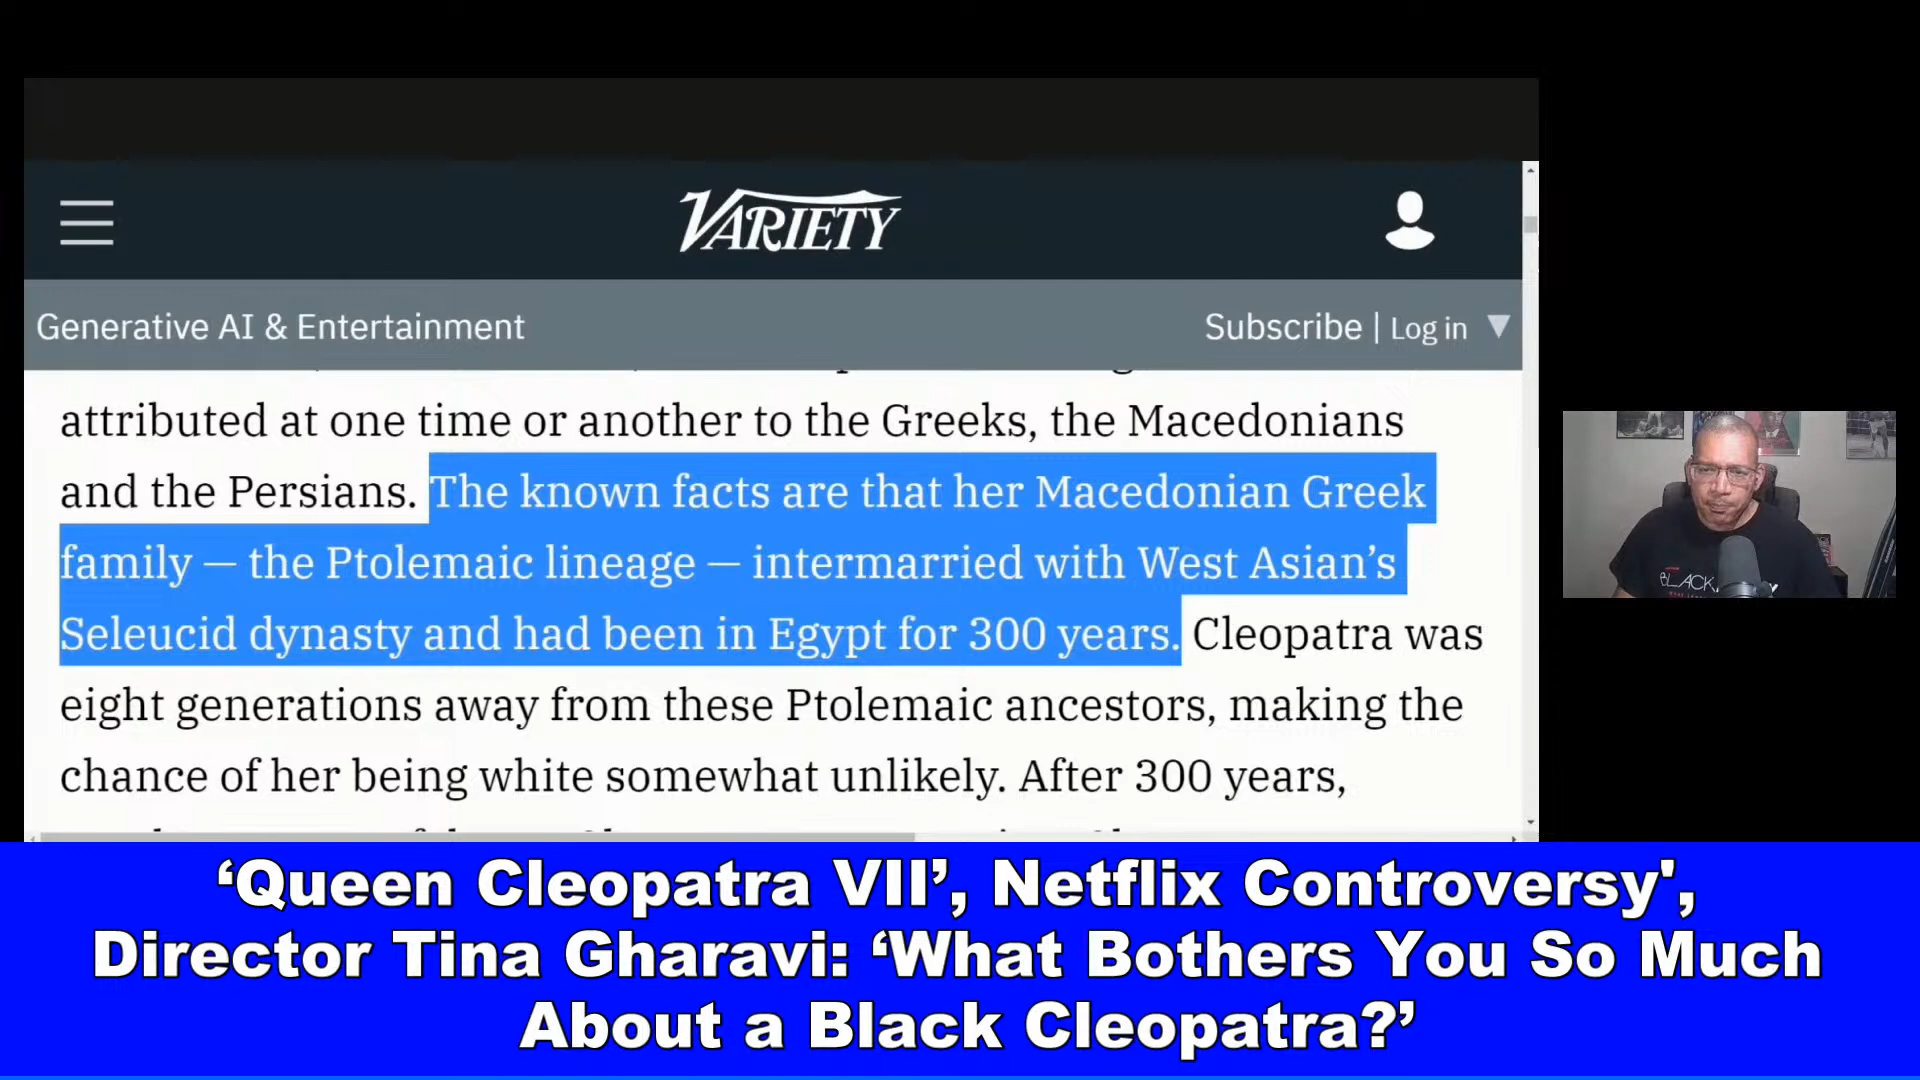 VARIETY
Generative AI & Entertainment
Subscribe | Log in ▼
attributed at one time or another to the Greeks, the Macedonians
and the Persians. The known facts are that her Macedonian Greek
family — the Ptolemaic lineage — intermarried with West Asian’s
Seleucid dynasty and had been in Egypt for 300 years. Cleopatra was
eight generations away from these Ptolemaic ancestors, making the
chance of her being white somewhat unlikely. After 300 years,
BLACK
‘Queen Cleopatra VII’, Netflix Controversy',
Director Tina Gharavi: ‘What Bothers You So Much
About a Black Cleopatra?’